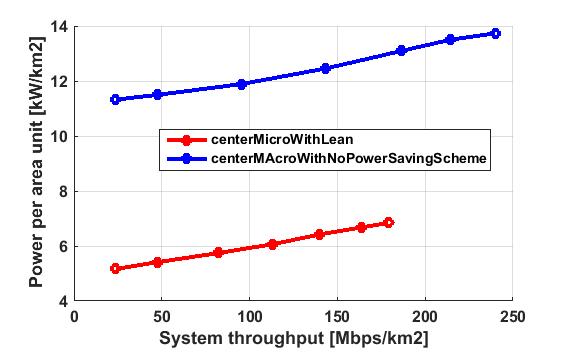 Power per area unit [kW/km2]
14
12
10
8
6
4
centerMicroWithLean
centerMAcroWithNoPowerSavingScheme
0 50 100 150 200 250
System throughput [Mbps/km2]